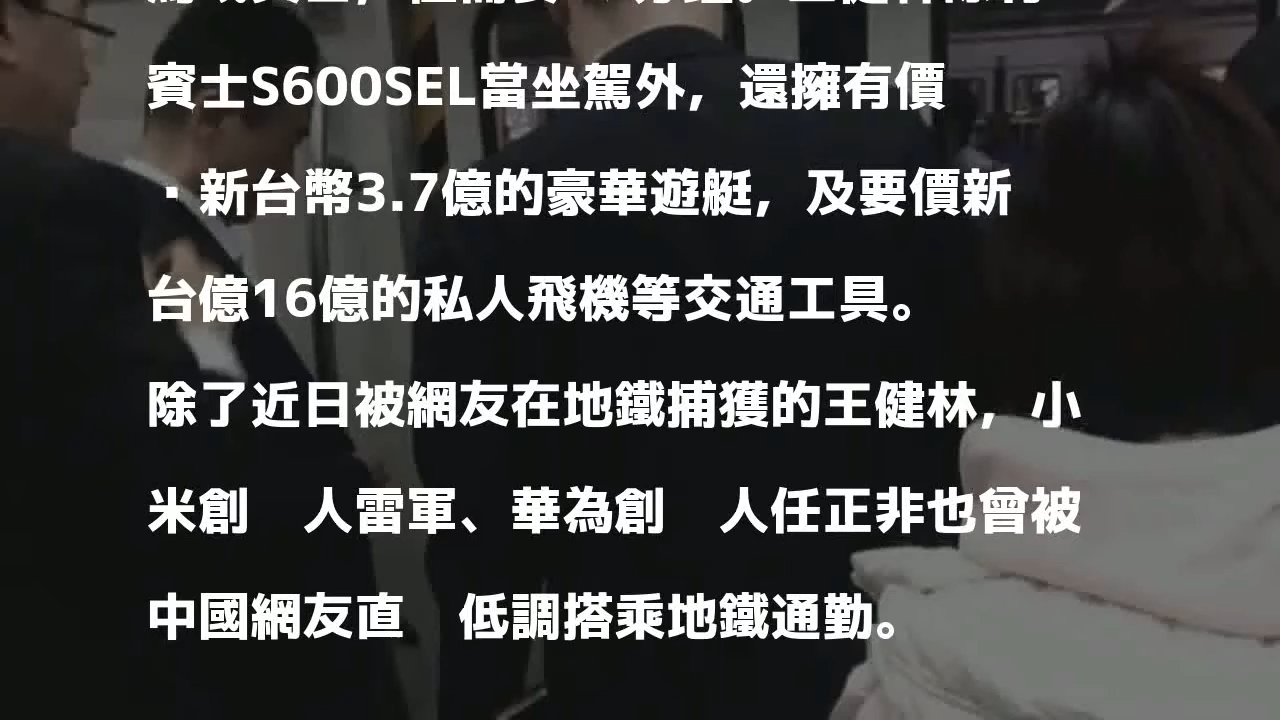 賓士S600SEL當坐駕外，還擁有價
·新台幣3.7億的豪華遊艇，及要價新
台億16億的私人飛機等交通工具。
除了近日被網友在地鐵捕獲的王健林，小
米創 人雷軍、華為創 人任正非也曾被
中國網友直 低調搭乘地鐵通勤。